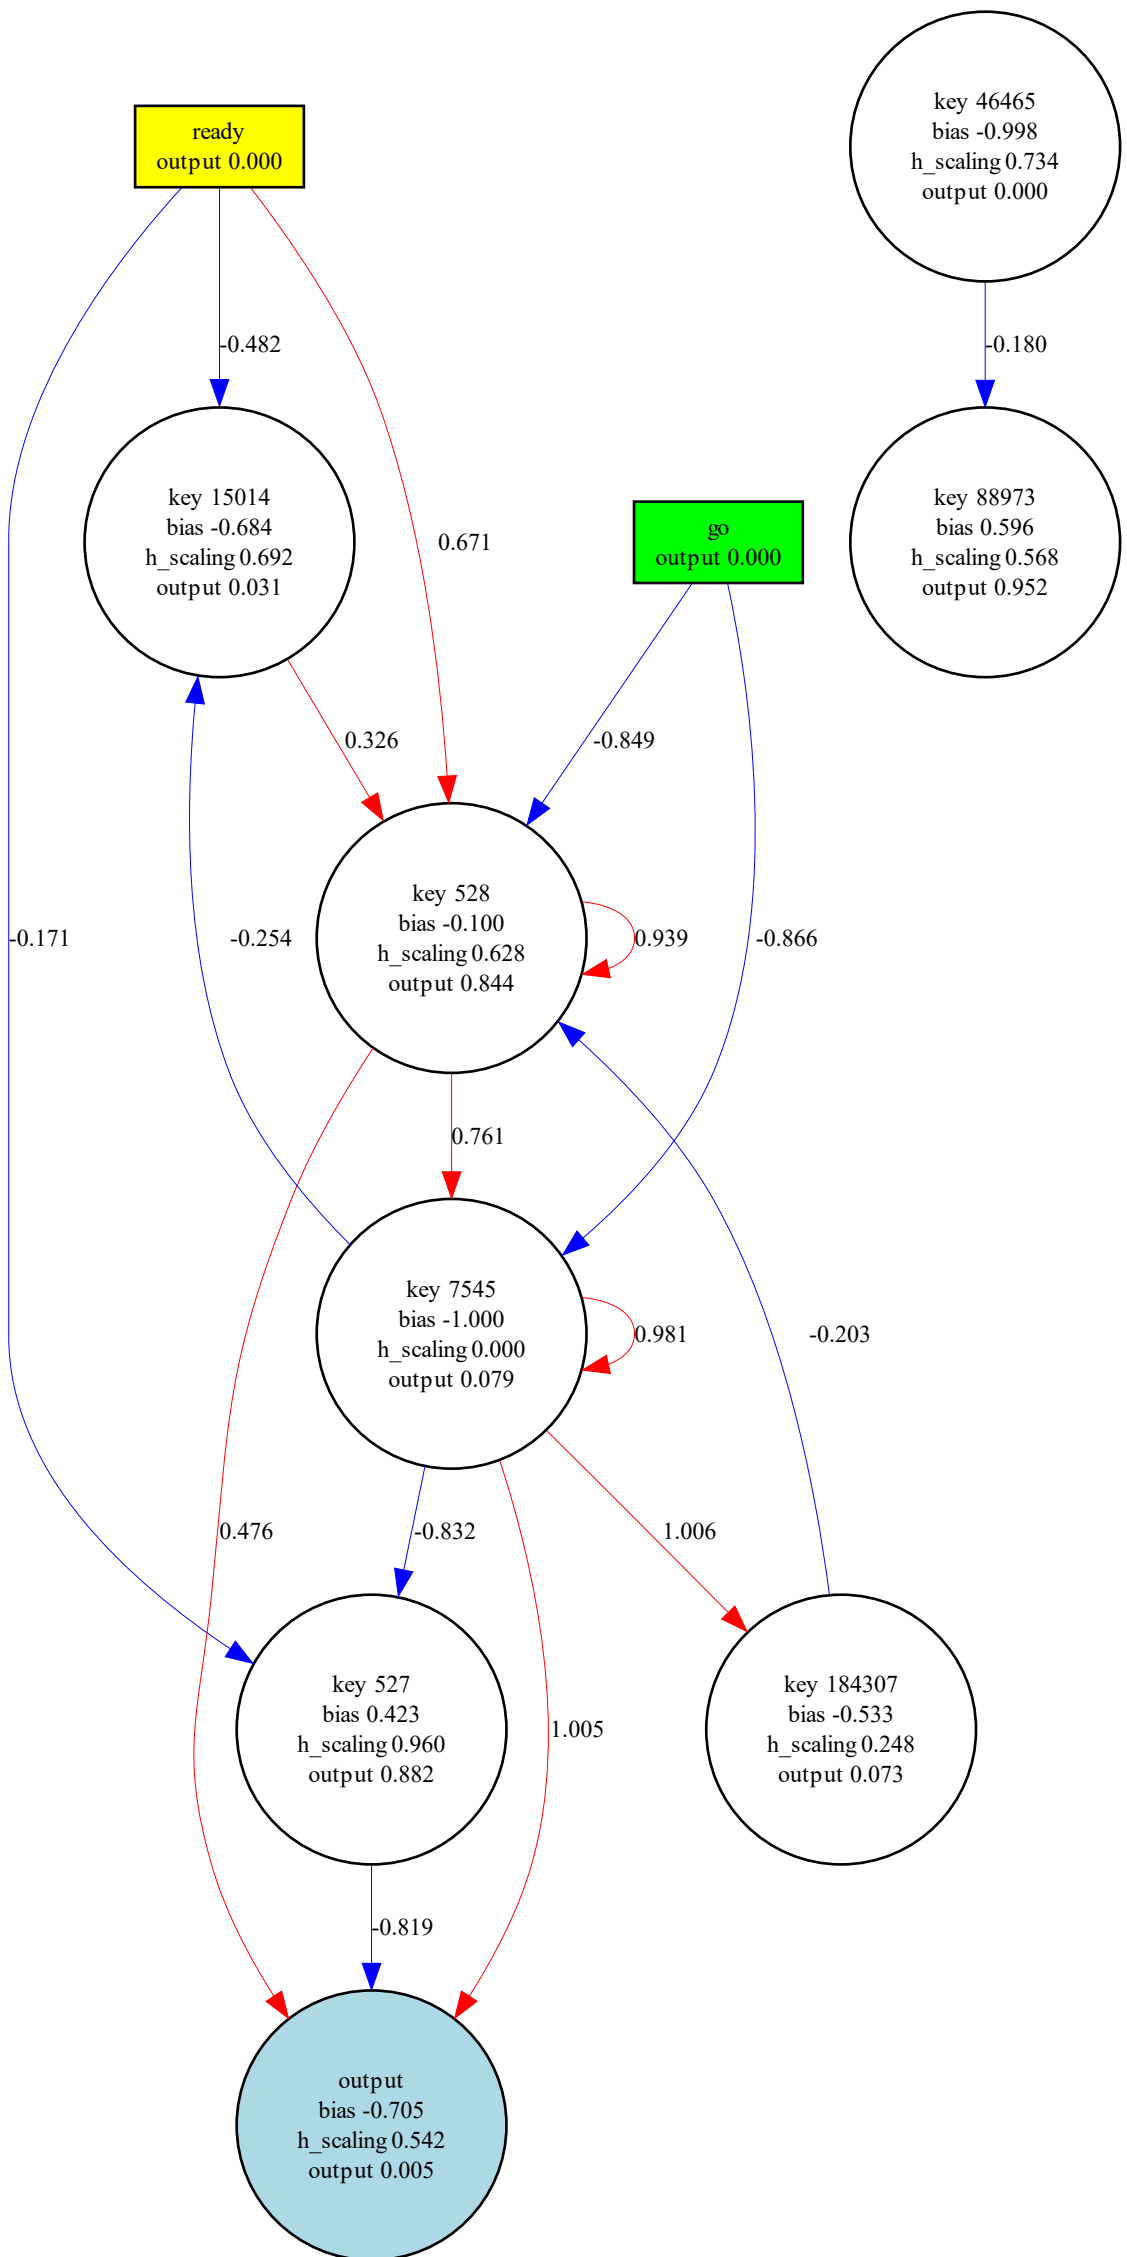 key 46465
bias -0.998
h_scaling 0.734
output 0.000
ready
output 0.000
-0.482
-0.180
key 15014
bias -0.684
h_scaling 0.692
output 0.031
0.671
go
output 0.000
key 88973
bias 0.596
h_scaling 0.568
output 0.952
0.326
-0.849
key 528
bias -0.100
h_scaling 0.628
output 0.844
-0.171
-0.254
0.939
-0.866
0.761
key 7545
bias -1.000
h_scaling 0.000
output 0.079
0.981
-0.203
0.476
-0.832
1.006
key 527
bias 0.423
h_scaling 0.960
output 0.882
1.005
key 184307
bias -0.533
h_scaling 0.248
output 0.073
-0.819
output
bias -0.705
h_scaling 0.542
output 0.005